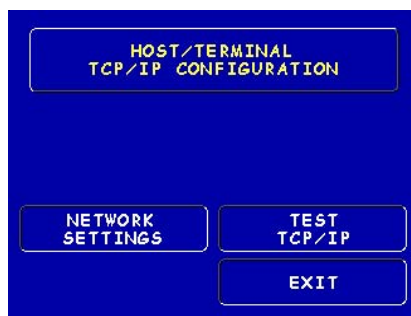 HOST/TERMINAL
TCP/IP CONFIGURATION
NETWORK
SETTINGS
TEST
TCP/IP
EXIT